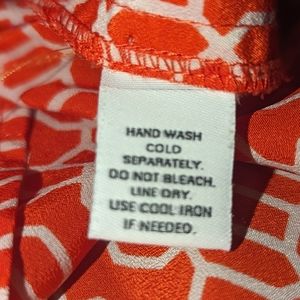 HAND WASH
COLD
SEPARATELY.
DO NOT BLEACH.
LINE DRY.
USE COOL IRON
IF NEEDED.